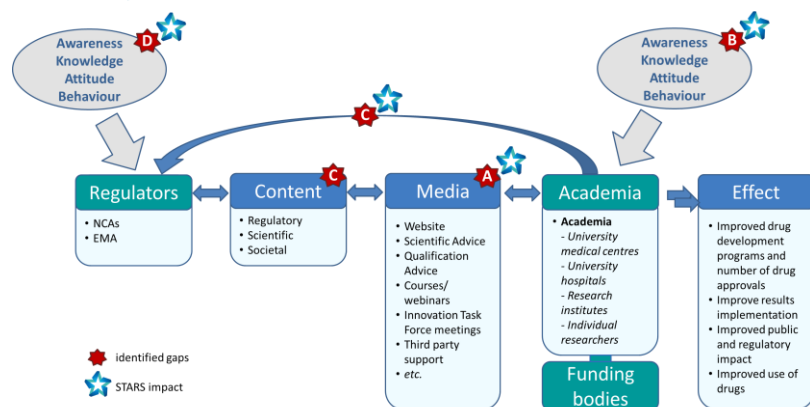 D
Awareness
Knowledge
Attitude
Behaviour
B
Awareness
Knowledge
Attitude
Behaviour
C
Regulators
• NCAs
• EMA
Content
C
• Regulatory
• Scientific
• Societal
Media
A
• Website
• Scientific Advice
• Qualification
Advice
• Courses/
webinars
• Innovation Task
Force meetings
• Third party
support
• etc.
Academia
• Academia
- University
medical centres
- University
hospitals
- Research
institutes
- Individual
researchers
Funding
bodies
Effect
• Improved drug
development
programs and
number of drug
approvals
• Improve results
implementation
• Improved public
and regulatory
impact
• Improved use of
drugs
identified gaps
STARS impact